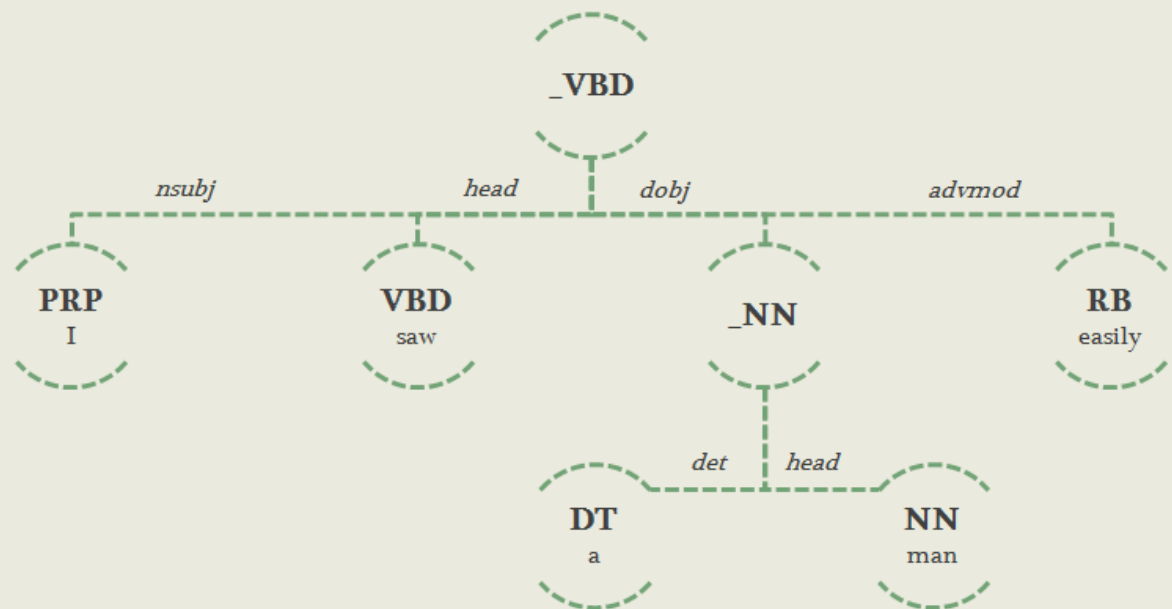 _VBD
nsubj head dobj advmod
PRP VBD _NN RB
I saw easily
det head
DT NN
a man